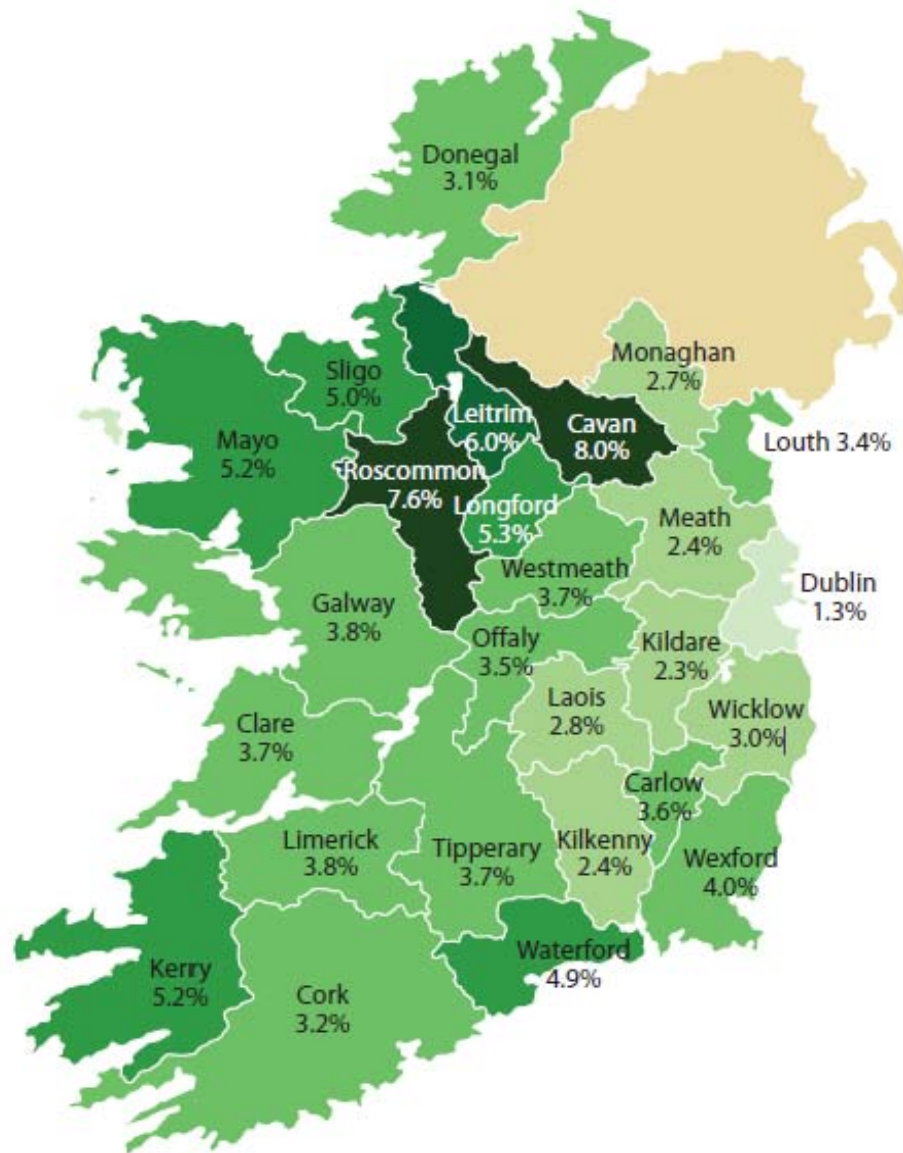 Donegal
3.1%
Monaghan
2.7%
Sligo
5.0%
Leitrim
6.0%
Cavan
8.0%
Louth 3.4%
Mayo
5.2%
Roscommon
7.6%
Longford
5.3%
Meath
2.4%
Westmeath
3.7%
Dublin
1.3%
Galway
3.8%
Offaly
3.5%
Kildare
2.3%
Laois
2.8%
Wicklow
3.0%
Clare
3.7%
Carlow
3.6%
Limerick
3.8%
Tipperary
3.7%
Kilkenny
2.4%
Wexford
4.0%
Waterford
4.9%
Kerry
5.2%
Cork
3.2%